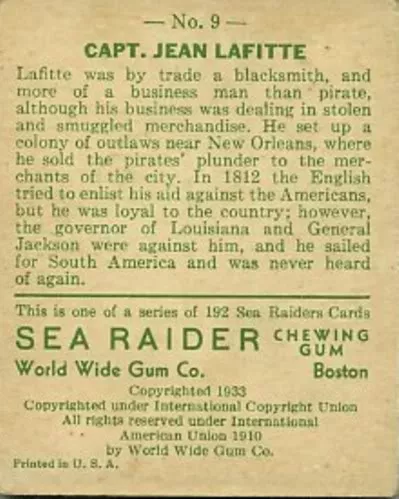 — No. 9 —
CAPT. JEAN LAFITTE
Lafitte was by trade a blacksmith, and
more of a business man than pirate,
although his business was dealing in stolen
and smuggled merchandise. He set up a
colony of outlaws near New Orleans, where
he sold the pirates' plunder to the mer-
chants of the city. In 1812 the English
tried to enlist his aid against the Americans,
but he was loyal to the country; however,
the governor of Louisiana and General
Jackson were against him, and he sailed
for South America and was never heard
of again.
This is one of a series of 192 Sea Raiders Cards
SEA RAIDER CHEWING GUM
World Wide Gum Co. Boston
Copyrighted 1933
Copyrighted under International Copyright Union
All rights reserved under International
American Union 1910
by World Wide Gum Co.
Printed in U. S. A.